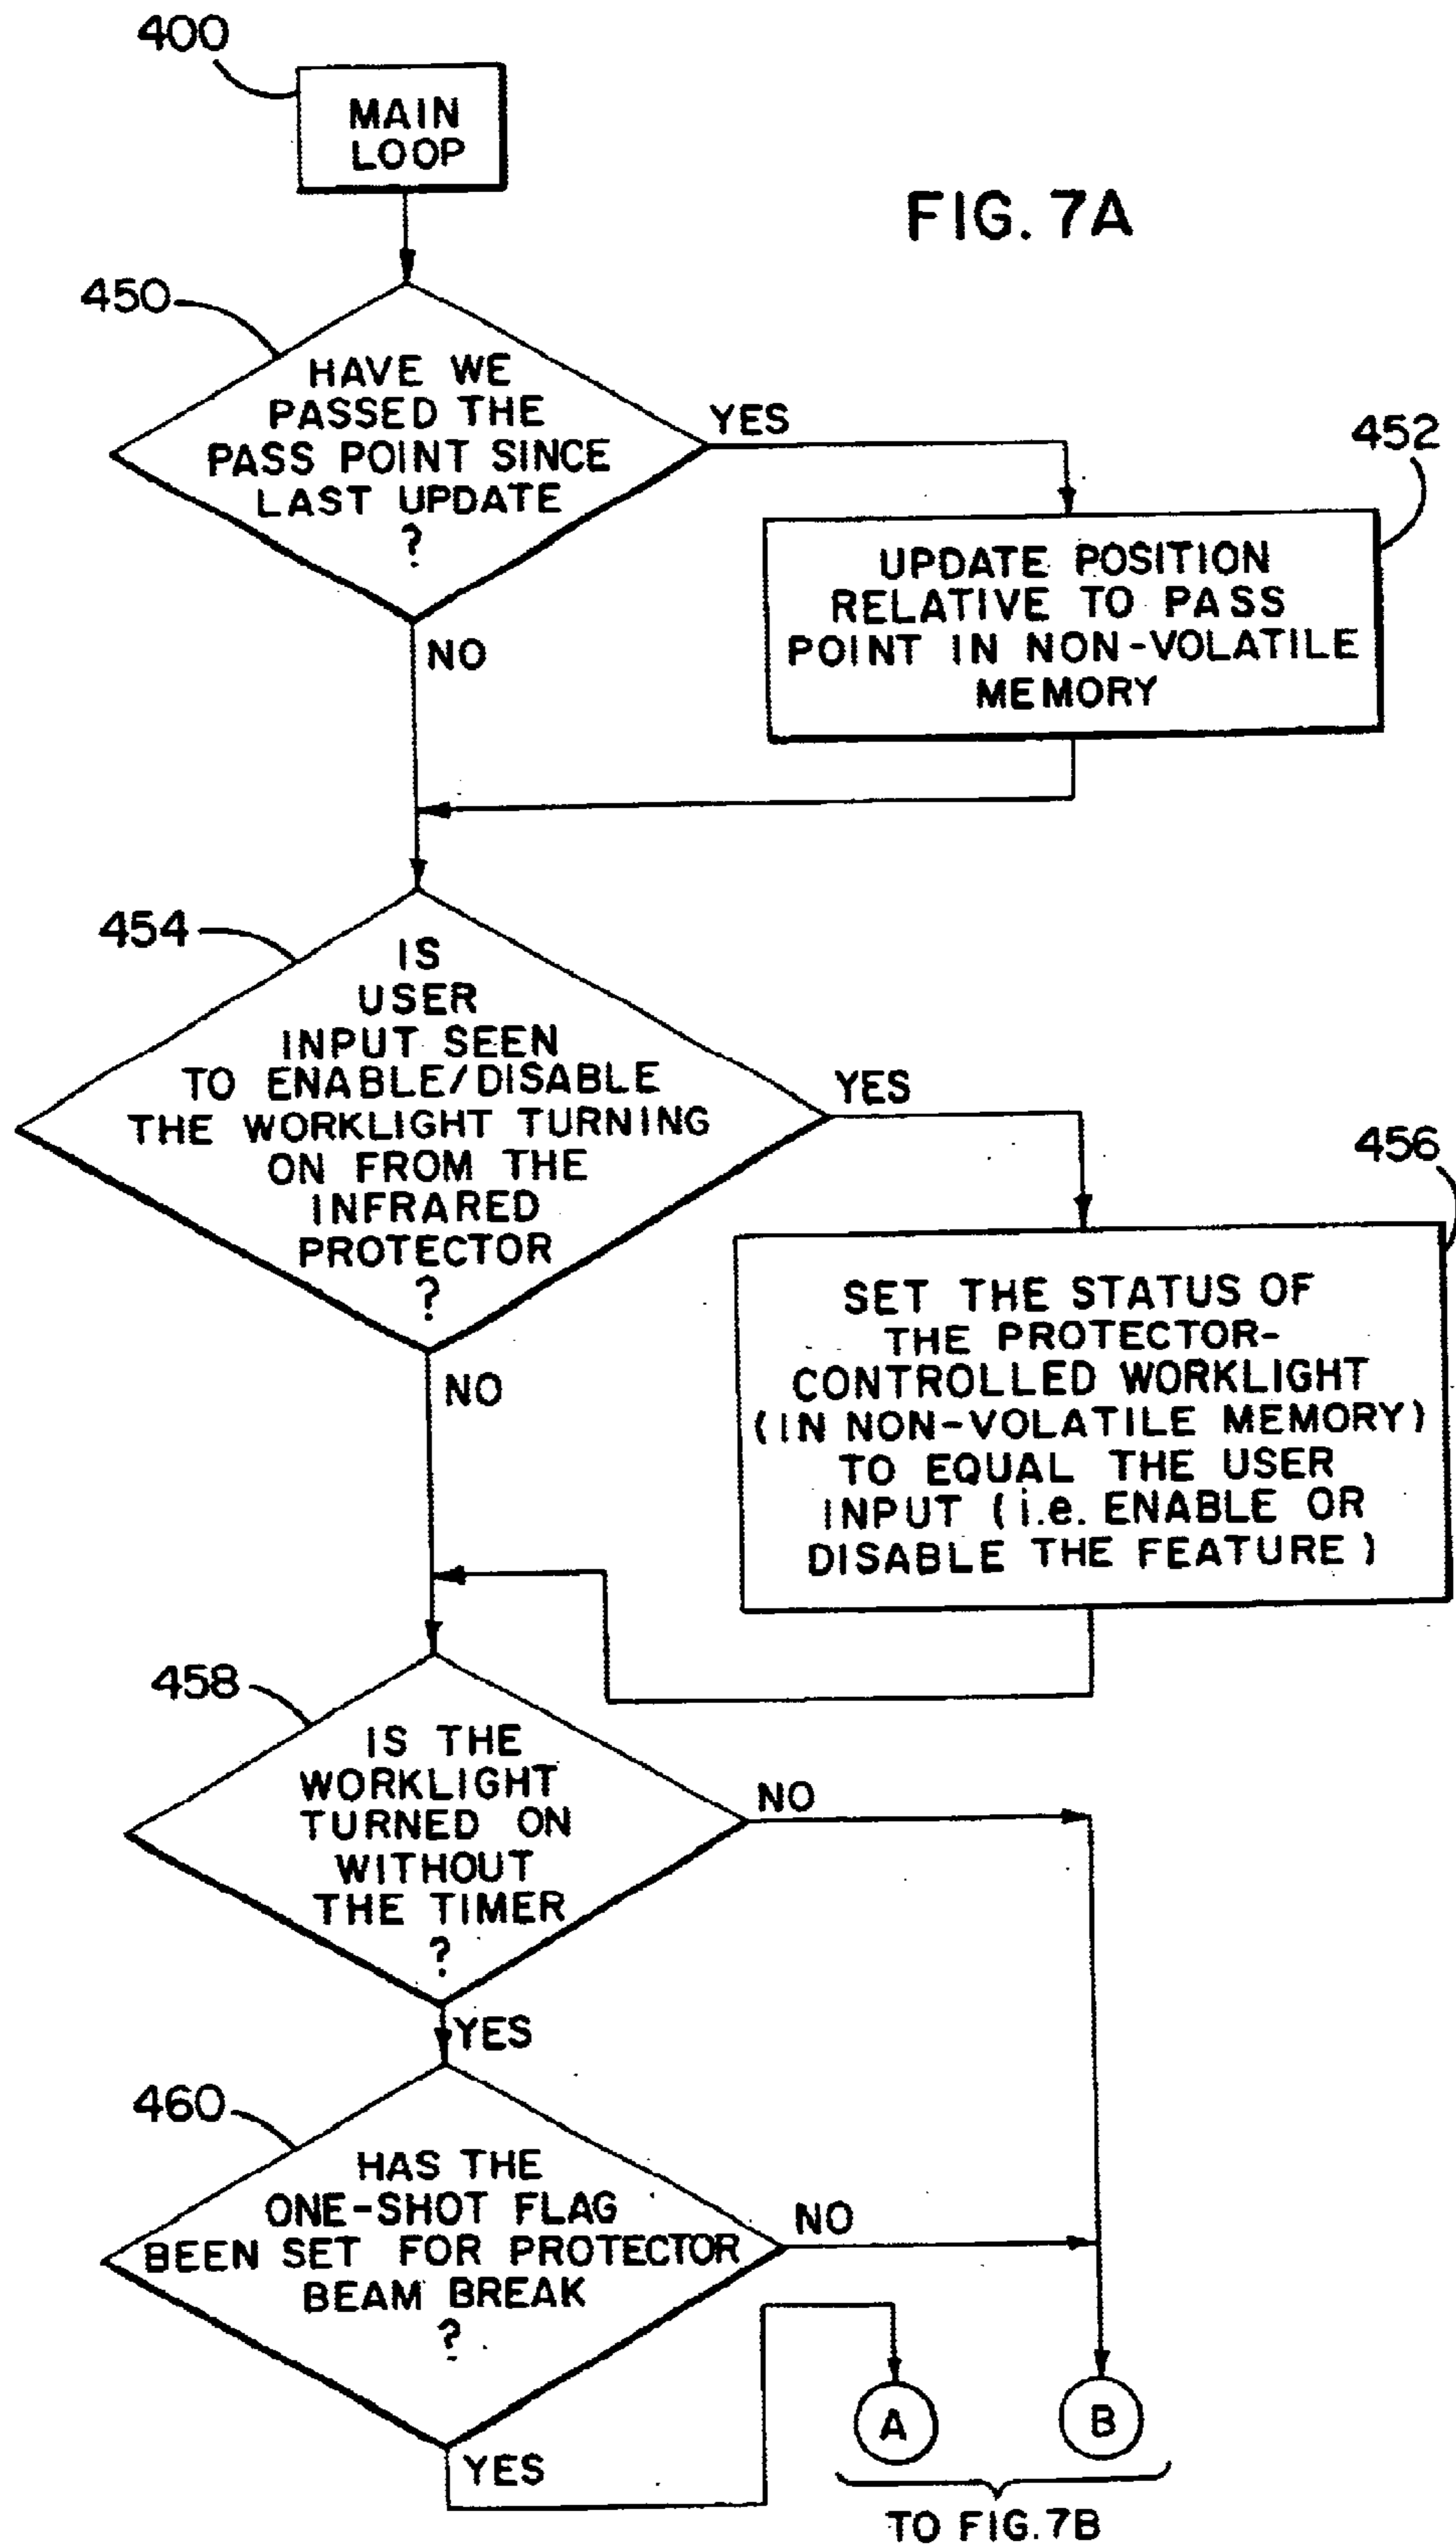 400
MAIN
LOOP
FIG. 7A
450
HAVE WE
PASSED THE
PASS POINT SINCE
LAST UPDATE
?
YES
NO
452
UPDATE POSITION
RELATIVE TO PASS
POINT IN NON-VOLATILE
MEMORY
454
IS
USER
INPUT SEEN
TO ENABLE/DISABLE
THE WORKLIGHT TURNING
ON FROM THE
INFRARED
PROTECTOR
?
YES
NO
456
SET THE STATUS OF
THE PROTECTOR-
CONTROLLED WORKLIGHT
(IN NON-VOLATILE MEMORY)
TO EQUAL THE USER
INPUT (i.e. ENABLE OR
DISABLE THE FEATURE)
458
IS THE
WORKLIGHT
TURNED ON
WITHOUT
THE TIMER
?
NO
YES
460
HAS THE
ONE-SHOT FLAG
BEEN SET FOR PROTECTOR
BEAM BREAK
?
NO
YES
A
B
TO FIG. 7B